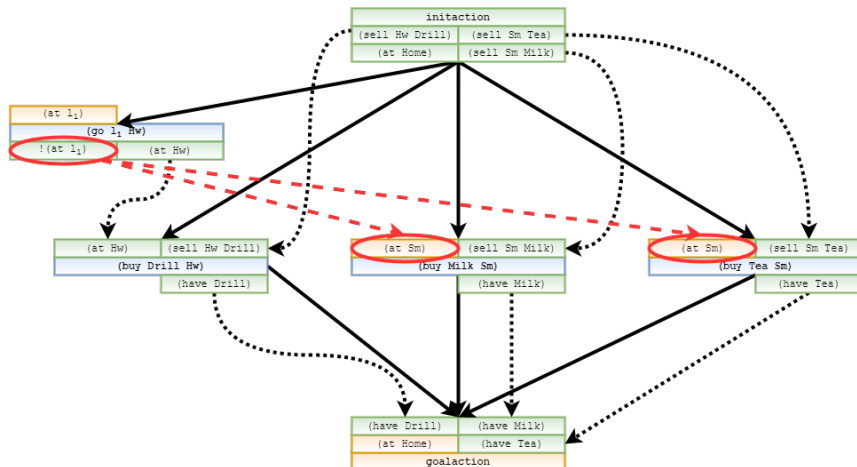 initaction
(sell Hw Drill) (sell Sm Tea)
(at Home) (sell Sm Milk)
(at l₁)
(go l₁ Hw)
!(at l₁) (at Hw)
(at Hw) (sell Hw Drill)
(buy Drill Hw)
(have Drill)
(at Sm) (sell Sm Milk)
(buy Milk Sm)
(have Milk)
(at Sm) (sell Sm Tea)
(buy Tea Sm)
(have Tea)
(have Drill) (have Milk)
(at Home) (have Tea)
goalaction